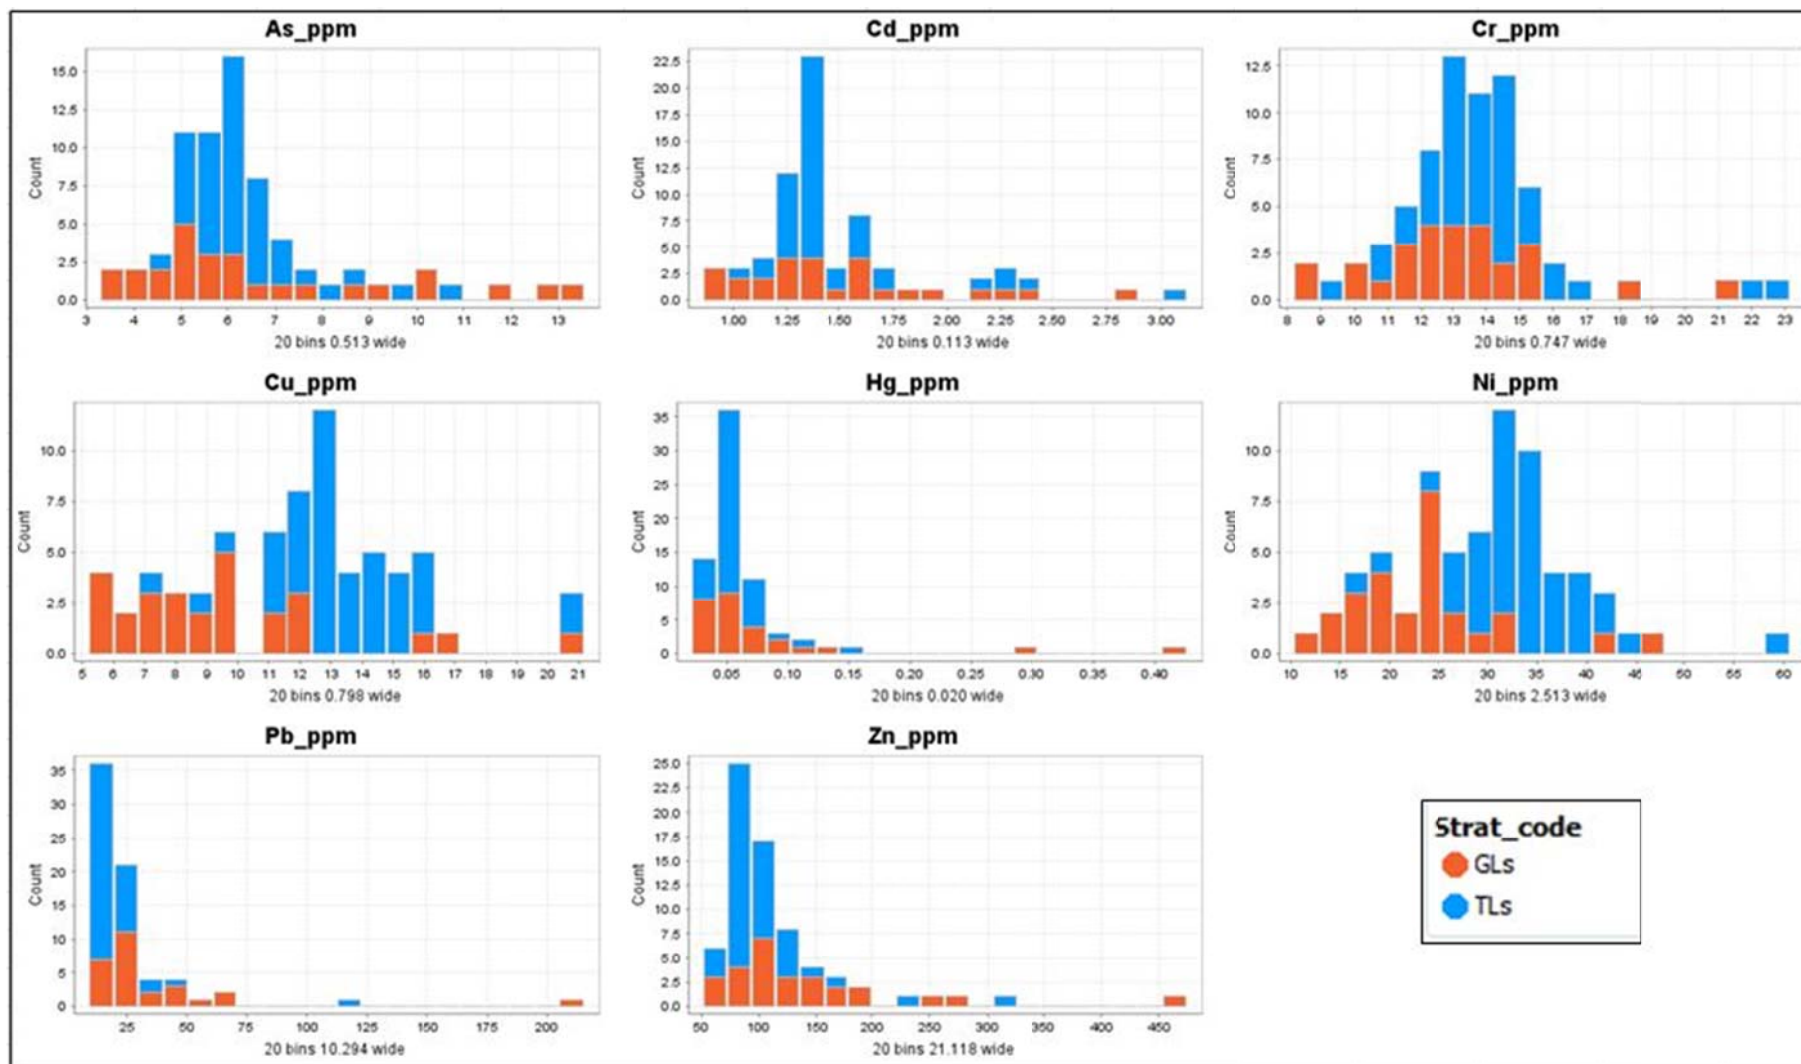 As_ppm
Count
15.0
12.5
10.0
7.5
5.0
2.5
0.0
3 4 5 6 7 8 9 10 11 12 13
20 bins 0.513 wide
Cd_ppm
Count
22.5
20.0
17.5
15.0
12.5
10.0
7.5
5.0
2.5
0.0
1.00 1.25 1.50 1.75 2.00 2.25 2.50 2.75 3.00
20 bins 0.113 wide
Cr_ppm
Count
12.5
10.0
7.5
5.0
2.5
0.0
8 9 10 11 12 13 14 15 16 17 18 19 20 21 22 23
20 bins 0.747 wide
Cu_ppm
Count
10.0
7.5
5.0
2.5
0.0
5 6 7 8 9 10 11 12 13 14 15 16 17 18 19 20 21
20 bins 0.798 wide
Hg_ppm
Count
35
30
25
20
15
10
5
0
0.05 0.10 0.15 0.20 0.25 0.30 0.35 0.40
20 bins 0.020 wide
Ni_ppm
Count
10.0
7.5
5.0
2.5
0.0
10 15 20 25 30 35 40 45 50 55 60
20 bins 2.513 wide
Pb_ppm
Count
35
30
25
20
15
10
5
0
25 50 75 100 125 150 175 200
20 bins 10.294 wide
Zn_ppm
Count
25.0
22.5
20.0
17.5
15.0
12.5
10.0
7.5
5.0
2.5
0.0
50 100 150 200 250 300 350 400 450
20 bins 21.118 wide
Strat_code
GLs
TLs